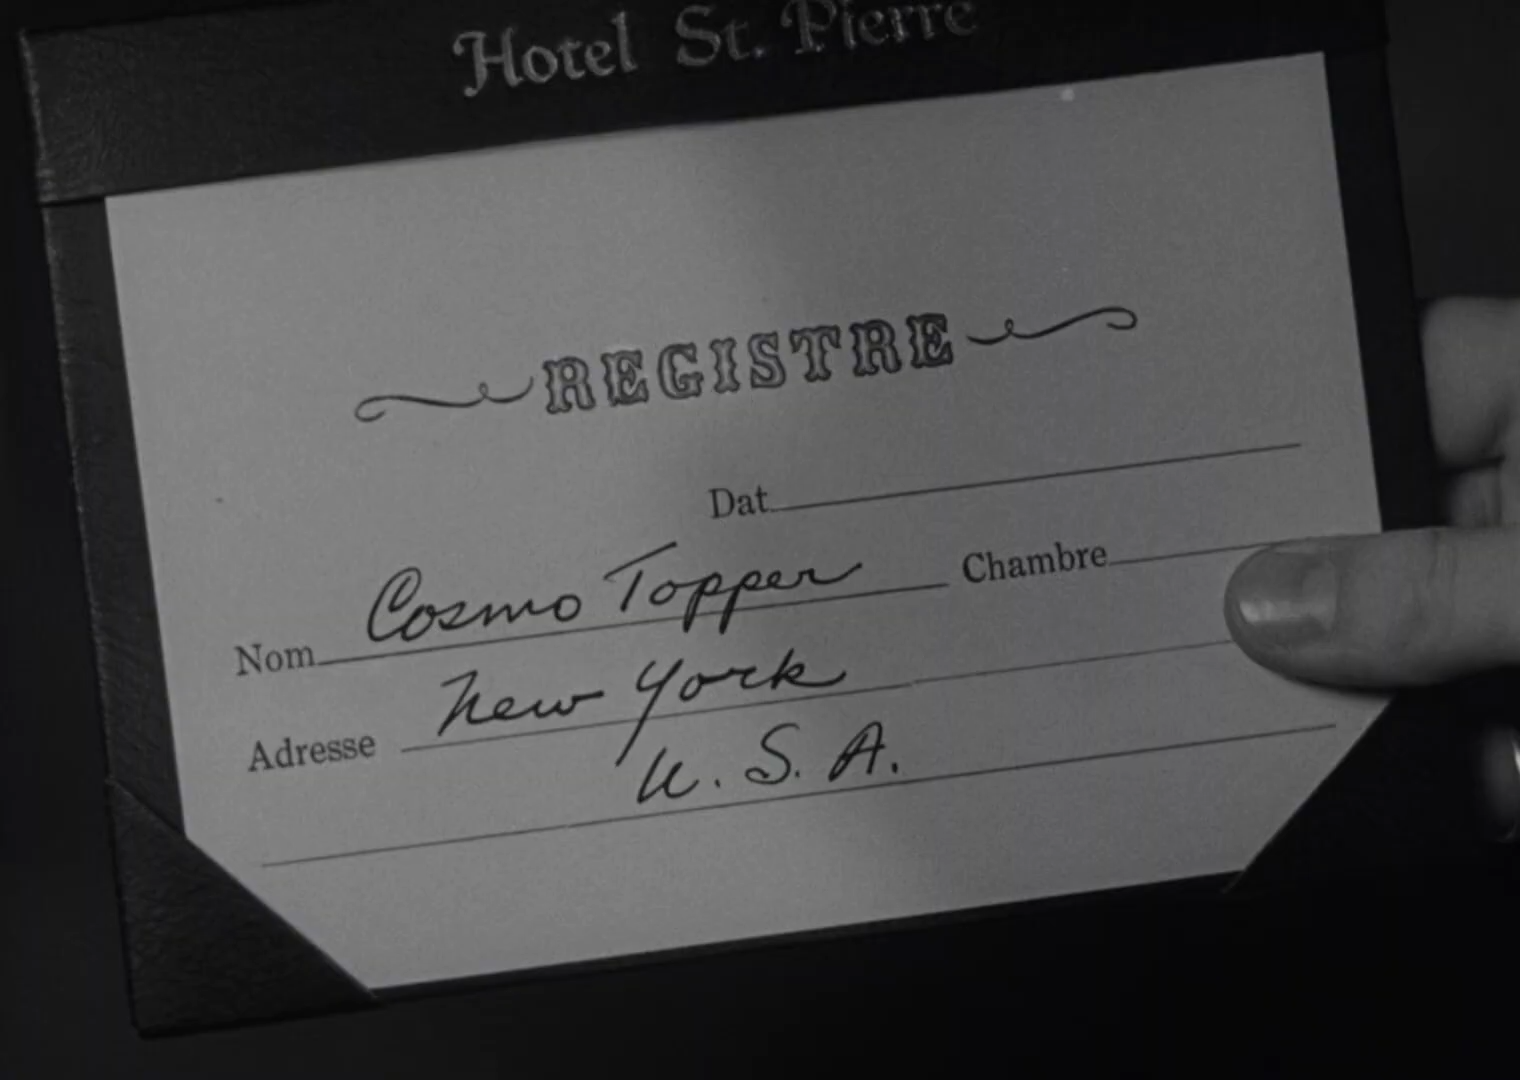 Hotel St. Pierre
REGISTRE
Dat
Nom Cosmo Topper Chambre
Adresse New York
U. S. A.